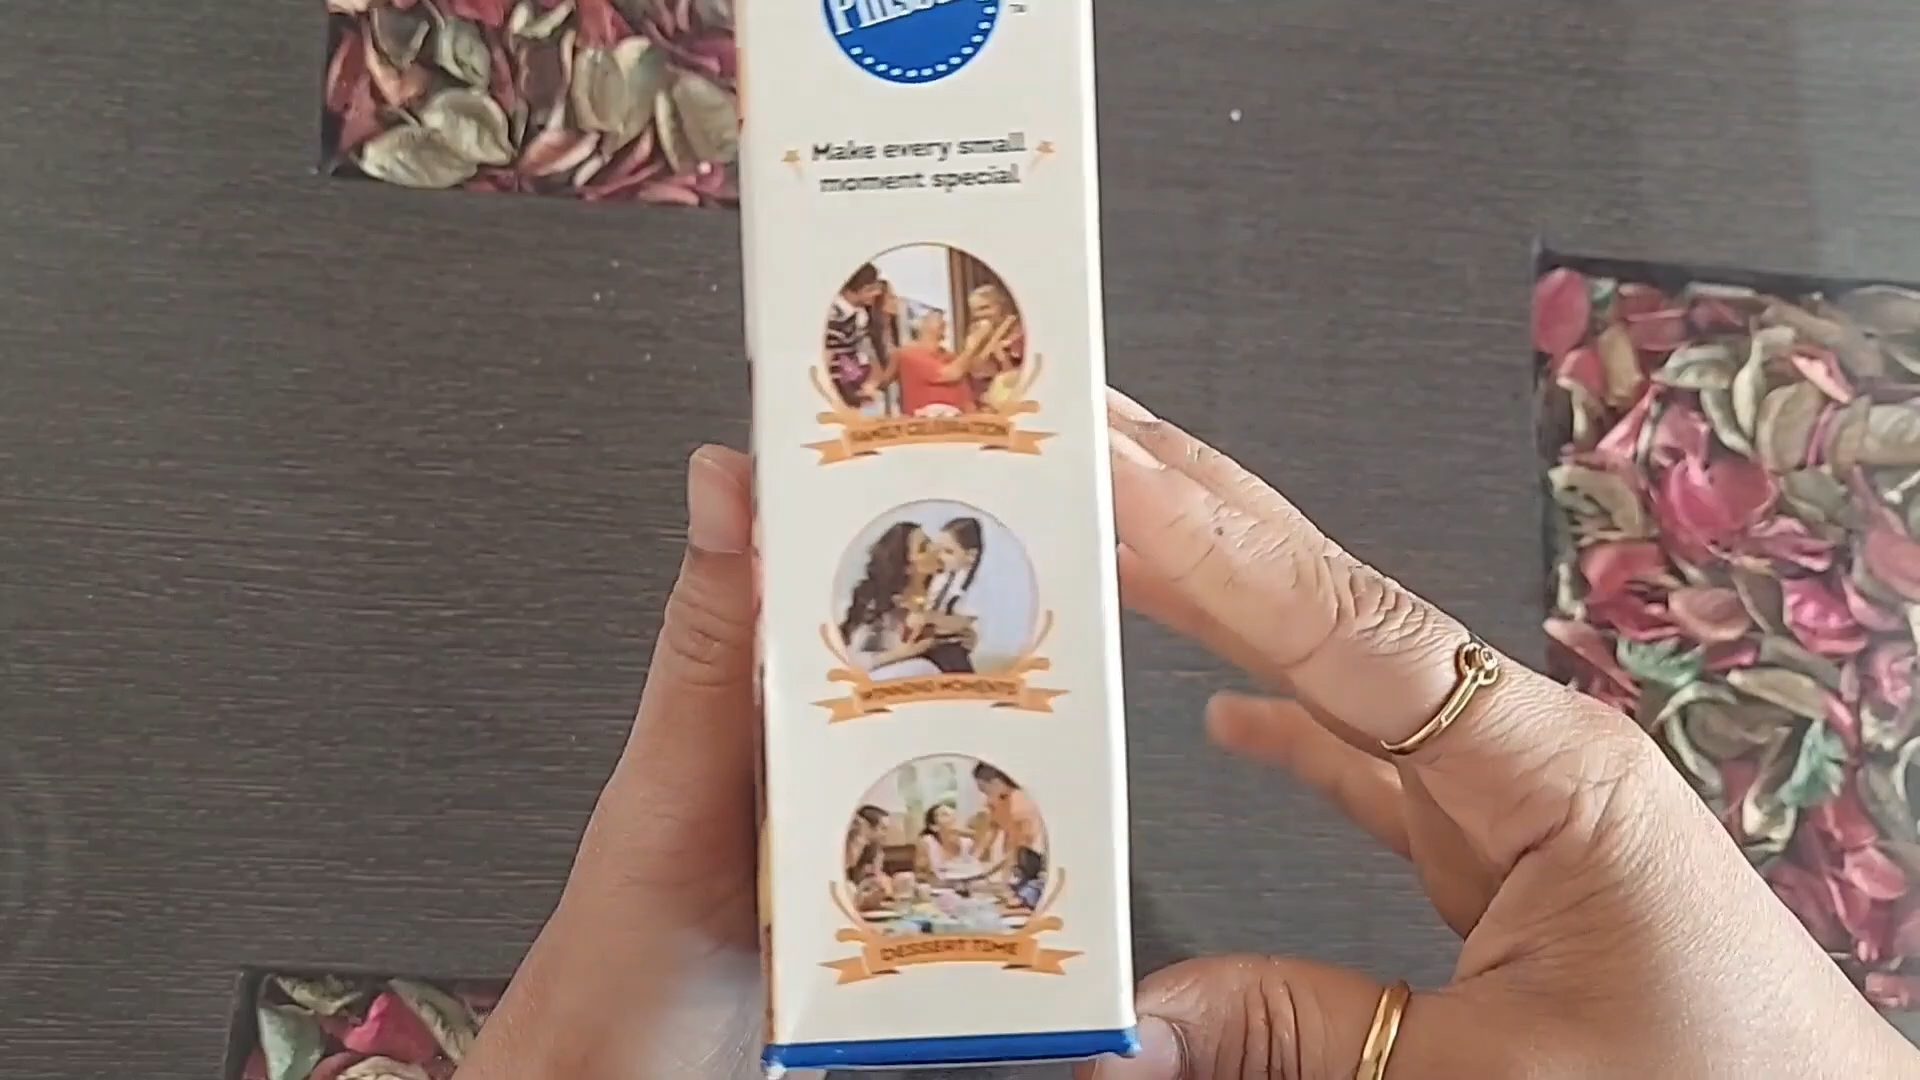 Make every small
moment special
FAMILY CELEBRATION
WINNING MOMENTS
DESSERT TIME